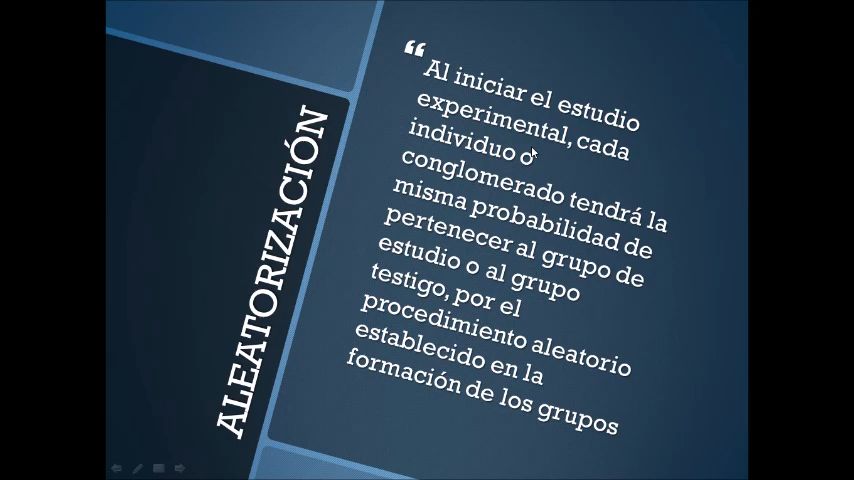 ALEATORIZACIÓN
“ Al iniciar el estudio
experimental, cada
individuo o
conglomerado tendrá la
misma probabilidad de
pertenecer al grupo de
estudio o al grupo
testigo, por el
procedimiento aleatorio
establecido en la
formación de los grupos